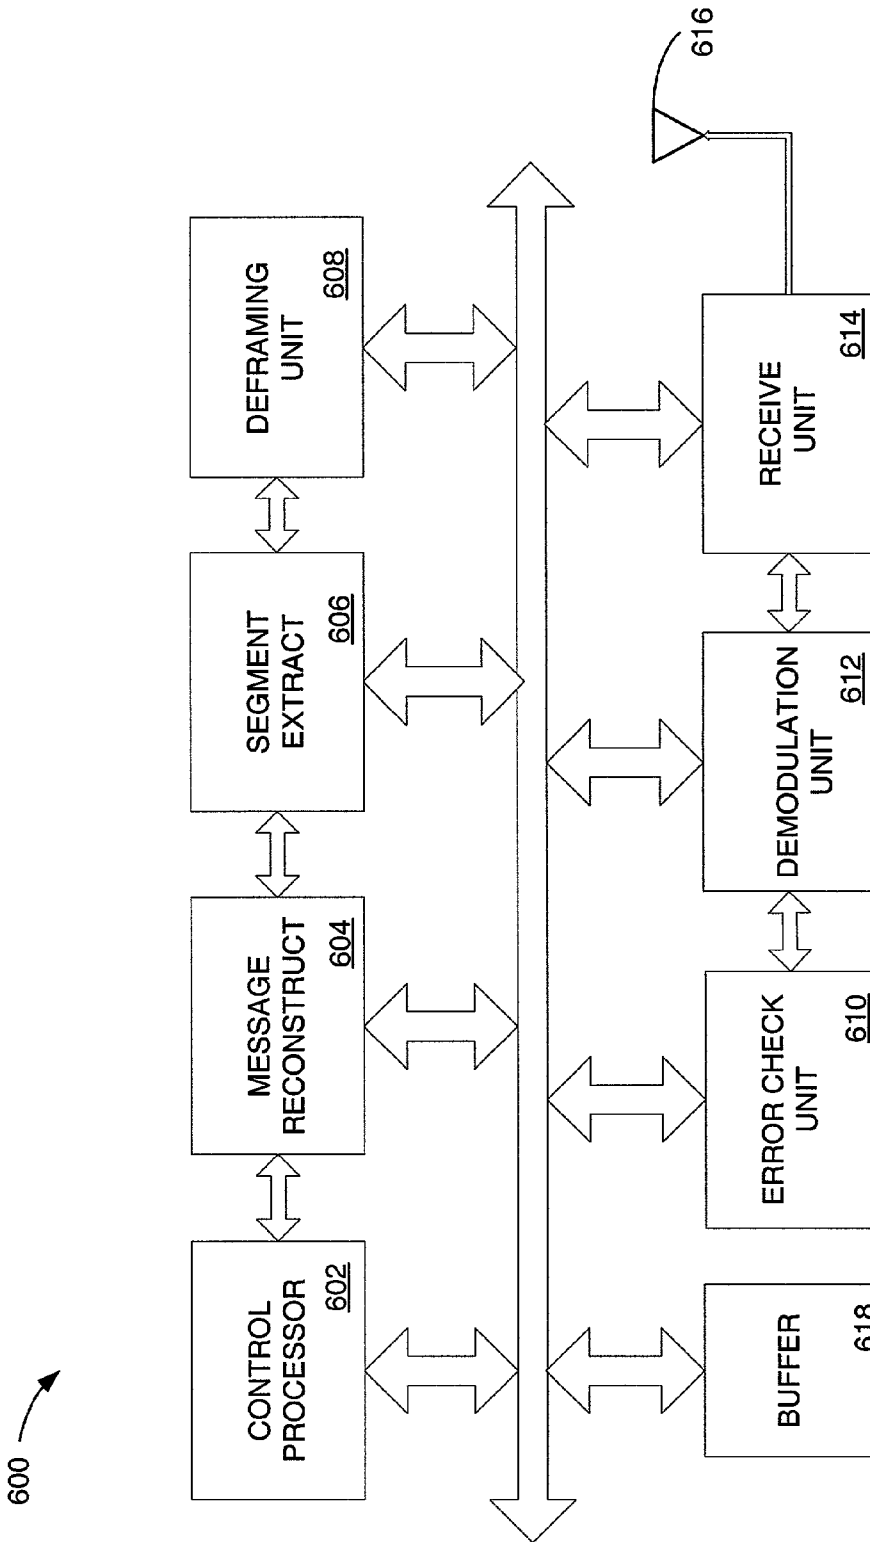 600
CONTROL
PROCESSOR
602
MESSAGE
RECONSTRUCT
604
SEGMENT
EXTRACT
606
DEFRAMING
UNIT
608
BUFFER
618
ERROR CHECK
UNIT
610
DEMODULATION
UNIT
612
RECEIVE
UNIT
614
616